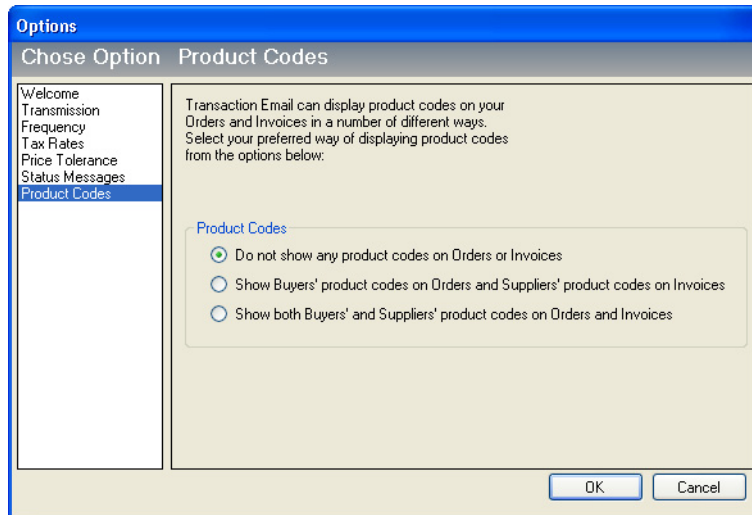 Options
Chose Option Product Codes
Welcome
Transmission
Frequency
Tax Rates
Price Tolerance
Status Messages
Product Codes
Transaction Email can display product codes on your
Orders and Invoices in a number of different ways.
Select your preferred way of displaying product codes
from the options below:
Product Codes
Do not show any product codes on Orders or Invoices
Show Buyers' product codes on Orders and Suppliers' product codes on Invoices
Show both Buyers' and Suppliers' product codes on Orders and Invoices
OK Cancel